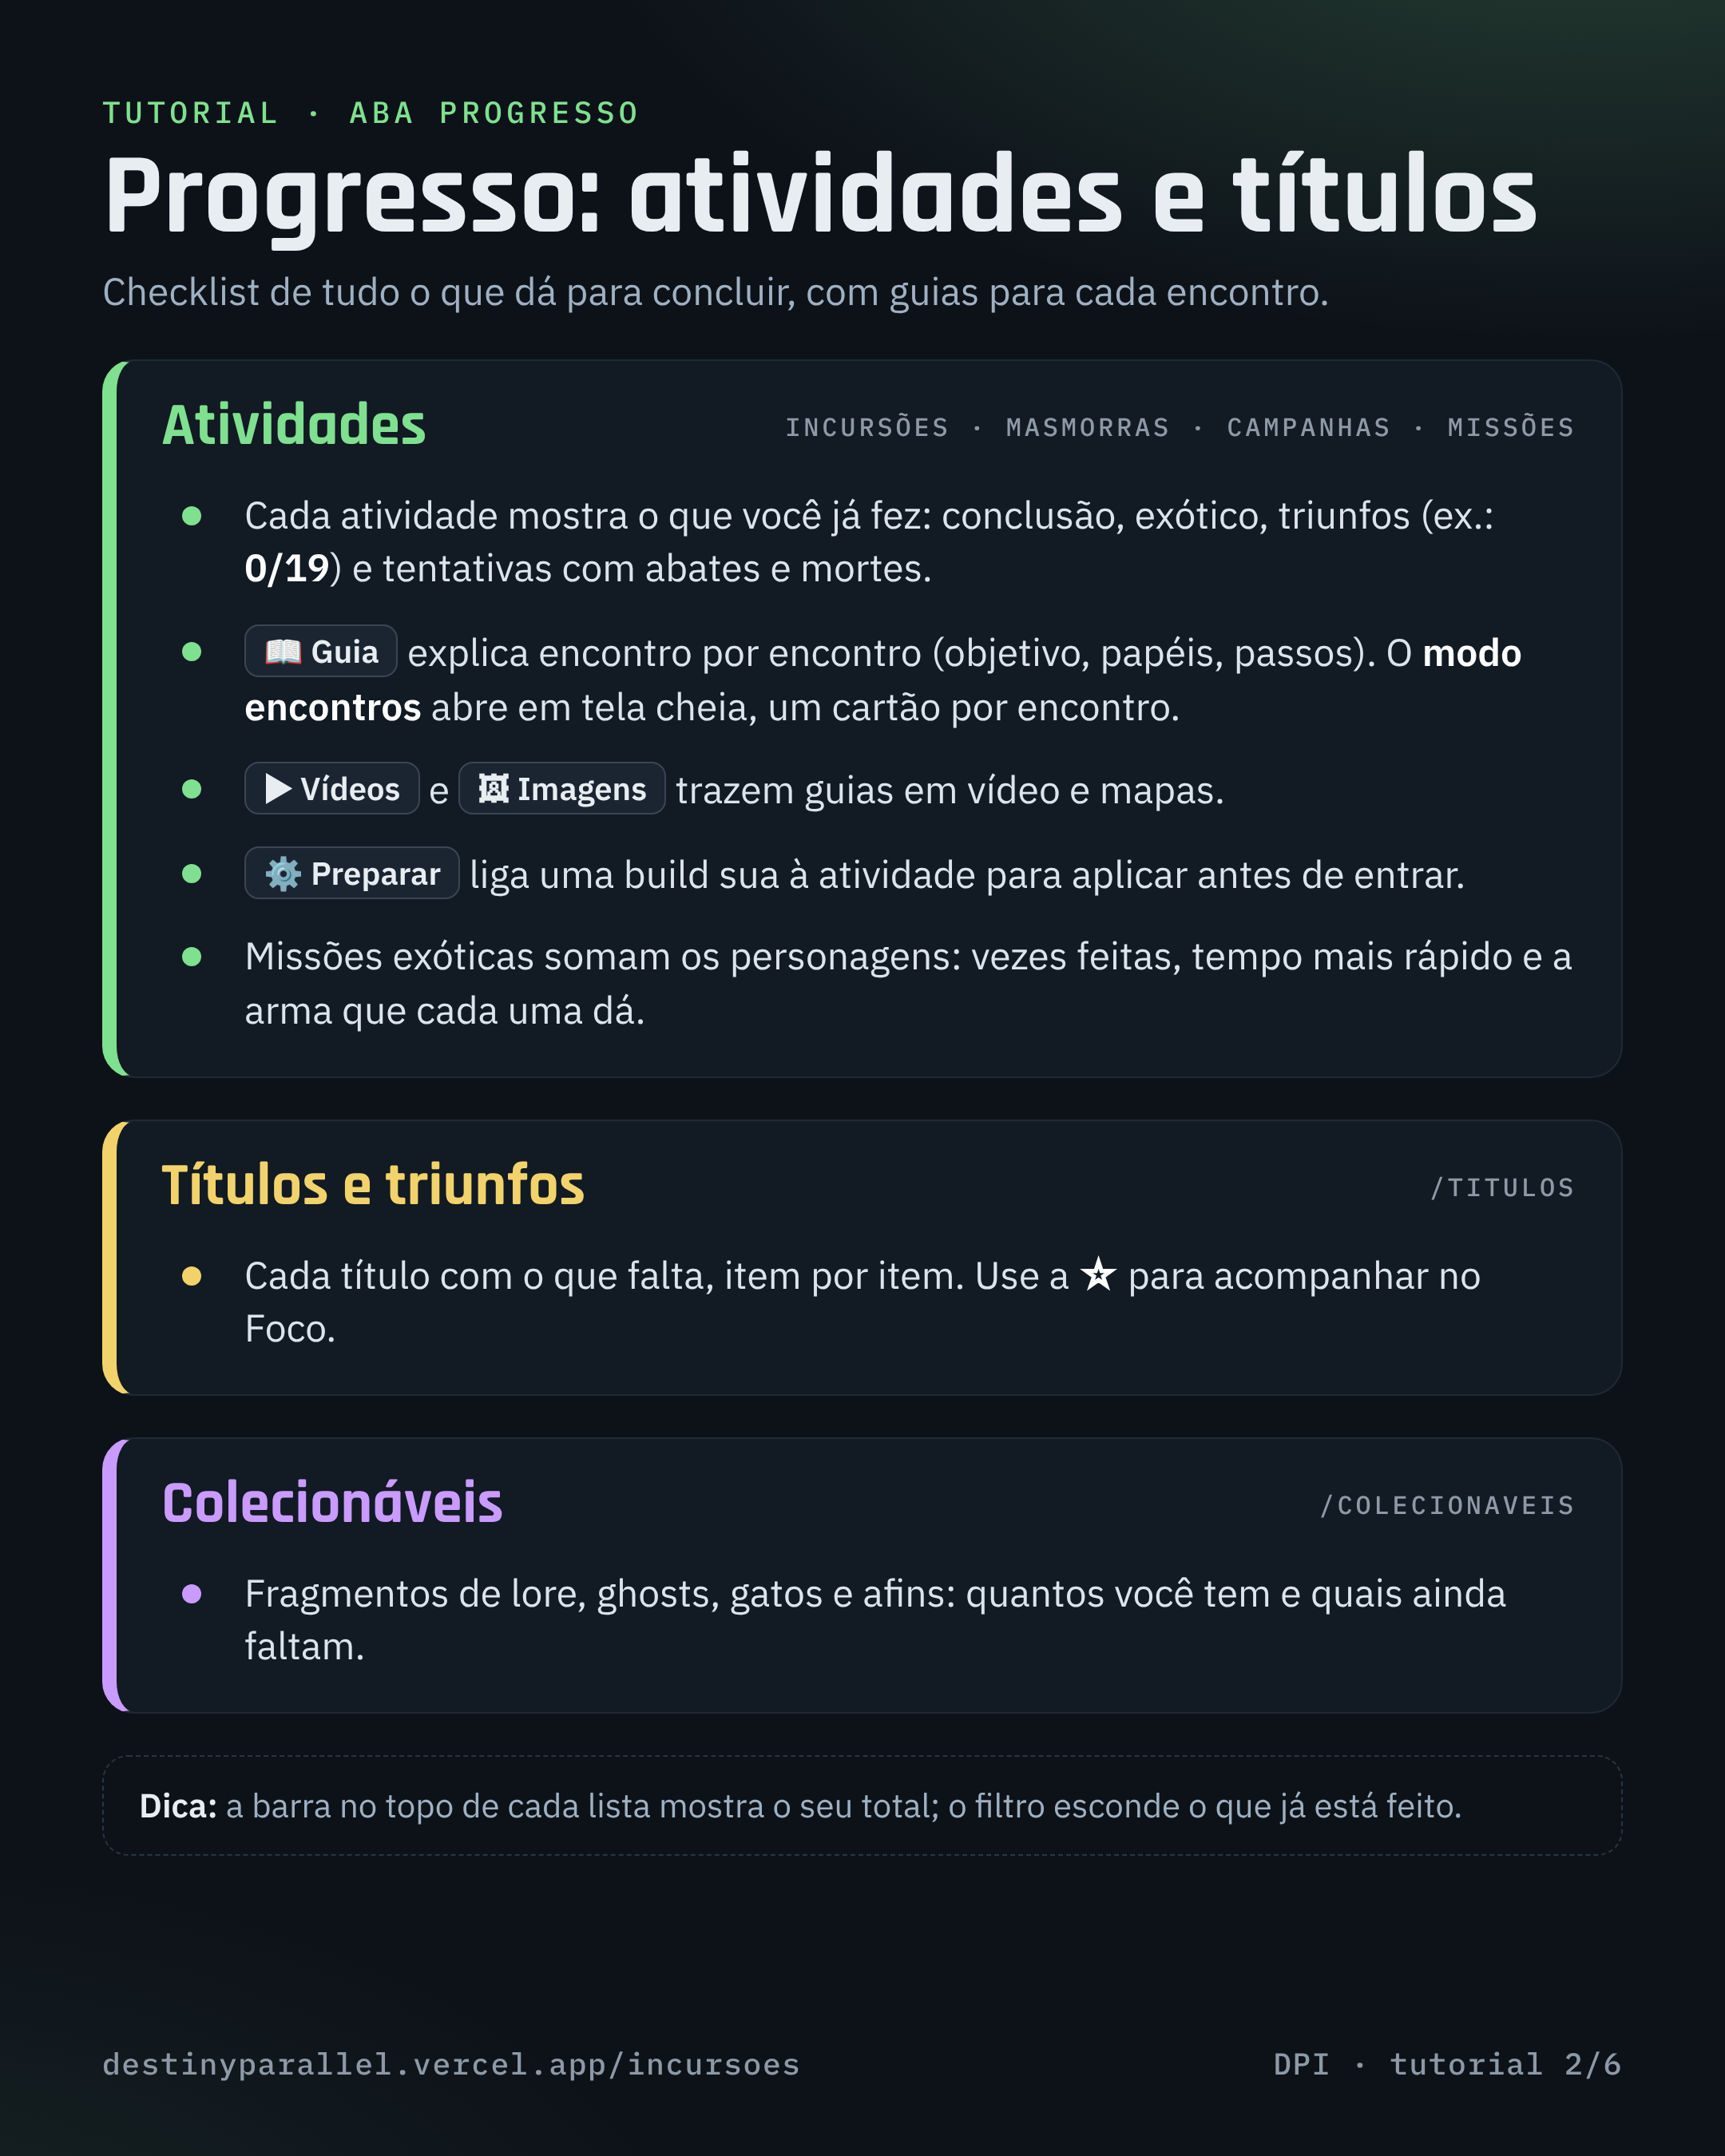 TUTORIAL · ABA PROGRESSO
Progresso: atividades e títulos
Checklist de tudo o que dá para concluir, com guias para cada encontro.
Atividades
INCURSÕES · MASMORRAS · CAMPANHAS · MISSÕES
Cada atividade mostra o que você já fez: conclusão, exótico, triunfos (ex.:
0/19) e tentativas com abates e mortes.
📖 Guia explica encontro por encontro (objetivo, papéis, passos). O modo
encontros abre em tela cheia, um cartão por encontro.
▶ Vídeos e 🖼 Imagens trazem guias em vídeo e mapas.
⚙️ Preparar liga uma build sua à atividade para aplicar antes de entrar.
Missões exóticas somam os personagens: vezes feitas, tempo mais rápido e a
arma que cada uma dá.
Títulos e triunfos
/TITULOS
Cada título com o que falta, item por item. Use a ✮ para acompanhar no
Foco.
Colecionáveis
/COLECIONAVEIS
Fragmentos de lore, ghosts, gatos e afins: quantos você tem e quais ainda
faltam.
Dica: a barra no topo de cada lista mostra o seu total; o filtro esconde o que já está feito.
destinyparallel.vercel.app/incursoes
DPI · tutorial 2/6